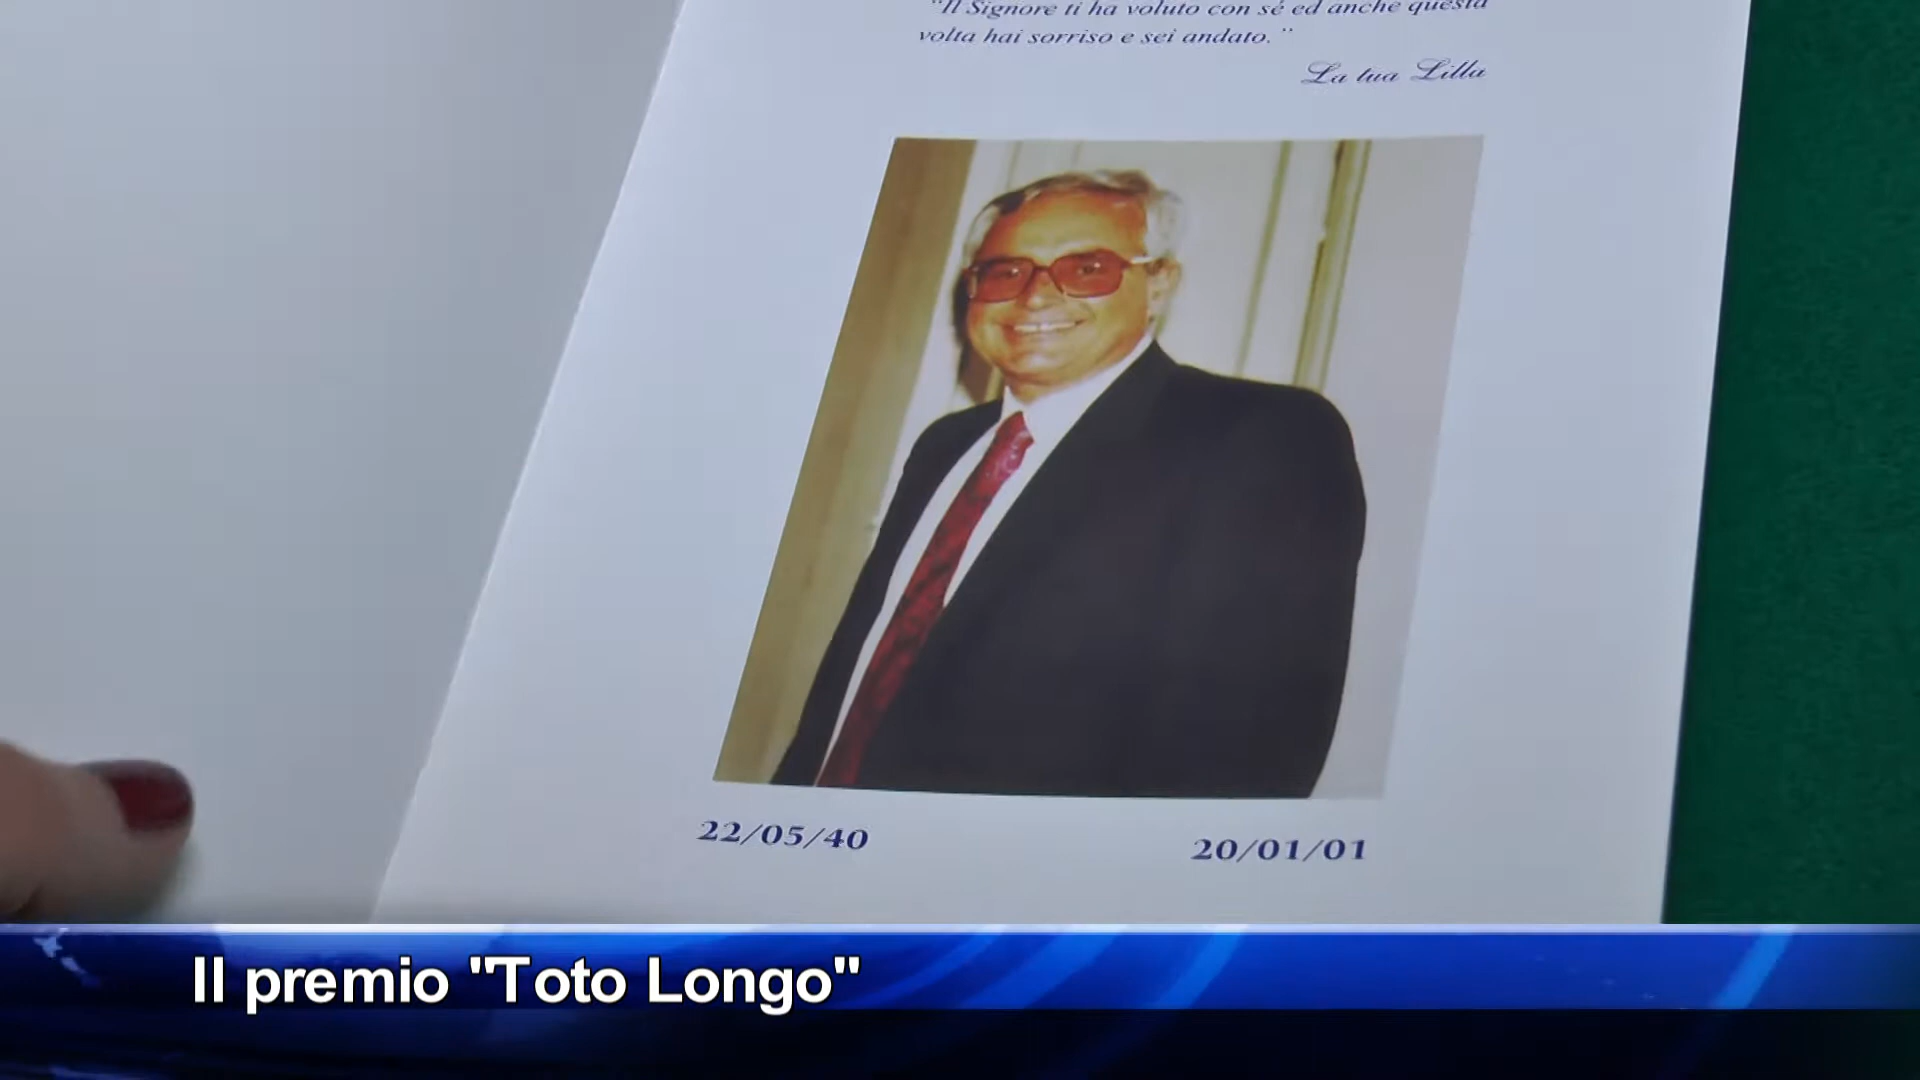 "Il Signore ti ha voluto con sé ed anche questa
volta hai sorriso e sei andato."
La tua Lilla
22/05/40 20/01/01
Il premio "Toto Longo"